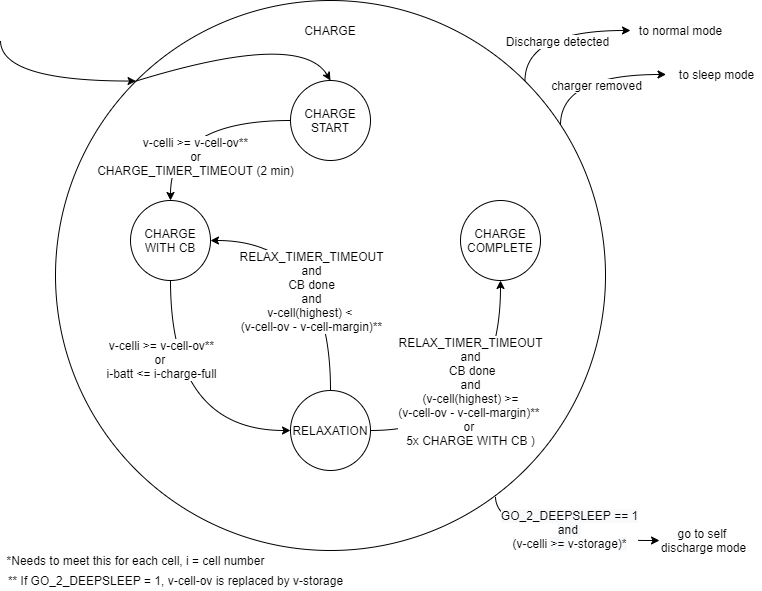 CHARGE
Discharge detected
to normal mode
charger removed
to sleep mode
CHARGE
START
v-celli >= v-cell-ov**
or
CHARGE_TIMER_TIMEOUT (2 min)
CHARGE
WITH CB
RELAX_TIMER_TIMEOUT
and
CB done
and
v-cell(highest) <
(v-cell-ov - v-cell-margin)**
CHARGE
COMPLETE
v-celli >= v-cell-ov**
or
i-batt <= i-charge-full
RELAX_TIMER_TIMEOUT
and
CB done
and
(v-cell(highest) >=
(v-cell-ov - v-cell-margin)**
or
5x CHARGE WITH CB )
RELAXATION
GO_2_DEEPSLEEP == 1
and
(v-celli >= v-storage)*
go to self
discharge mode
*Needs to meet this for each cell, i = cell number
** If GO_2_DEEPSLEEP = 1, v-cell-ov is replaced by v-storage